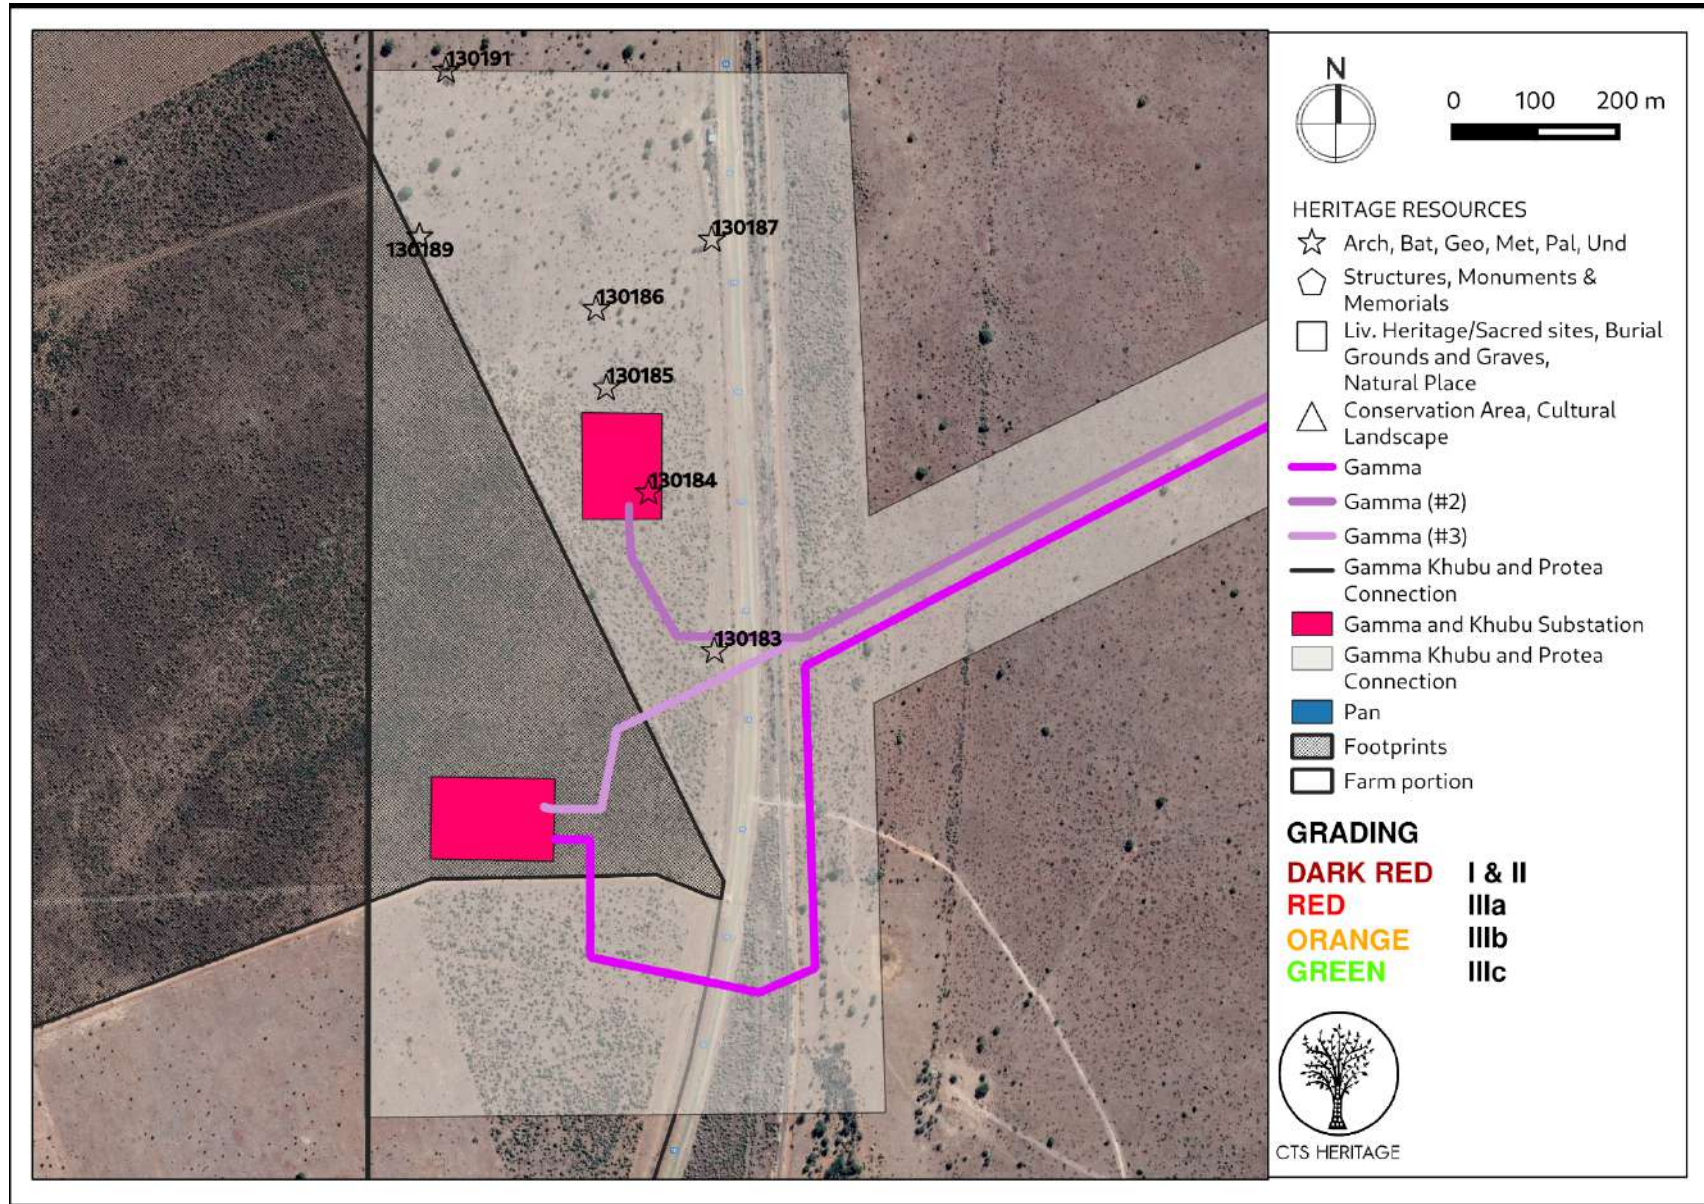 130191
130189
130187
130186
130185
130184
130183
N
0 100 200 m
HERITAGE RESOURCES
Arch, Bat, Geo, Met, Pal, Und
Structures, Monuments &
Memorials
Liv. Heritage/Sacred sites, Burial
Grounds and Graves,
Natural Place
Conservation Area, Cultural
Landscape
Gamma
Gamma (#2)
Gamma (#3)
Gamma Khubu and Protea
Connection
Gamma and Khubu Substation
Gamma Khubu and Protea
Connection
Pan
Footprints
Farm portion
GRADING
DARK RED I & II
RED IIIa
ORANGE IIIb
GREEN IIIc
CTS HERITAGE